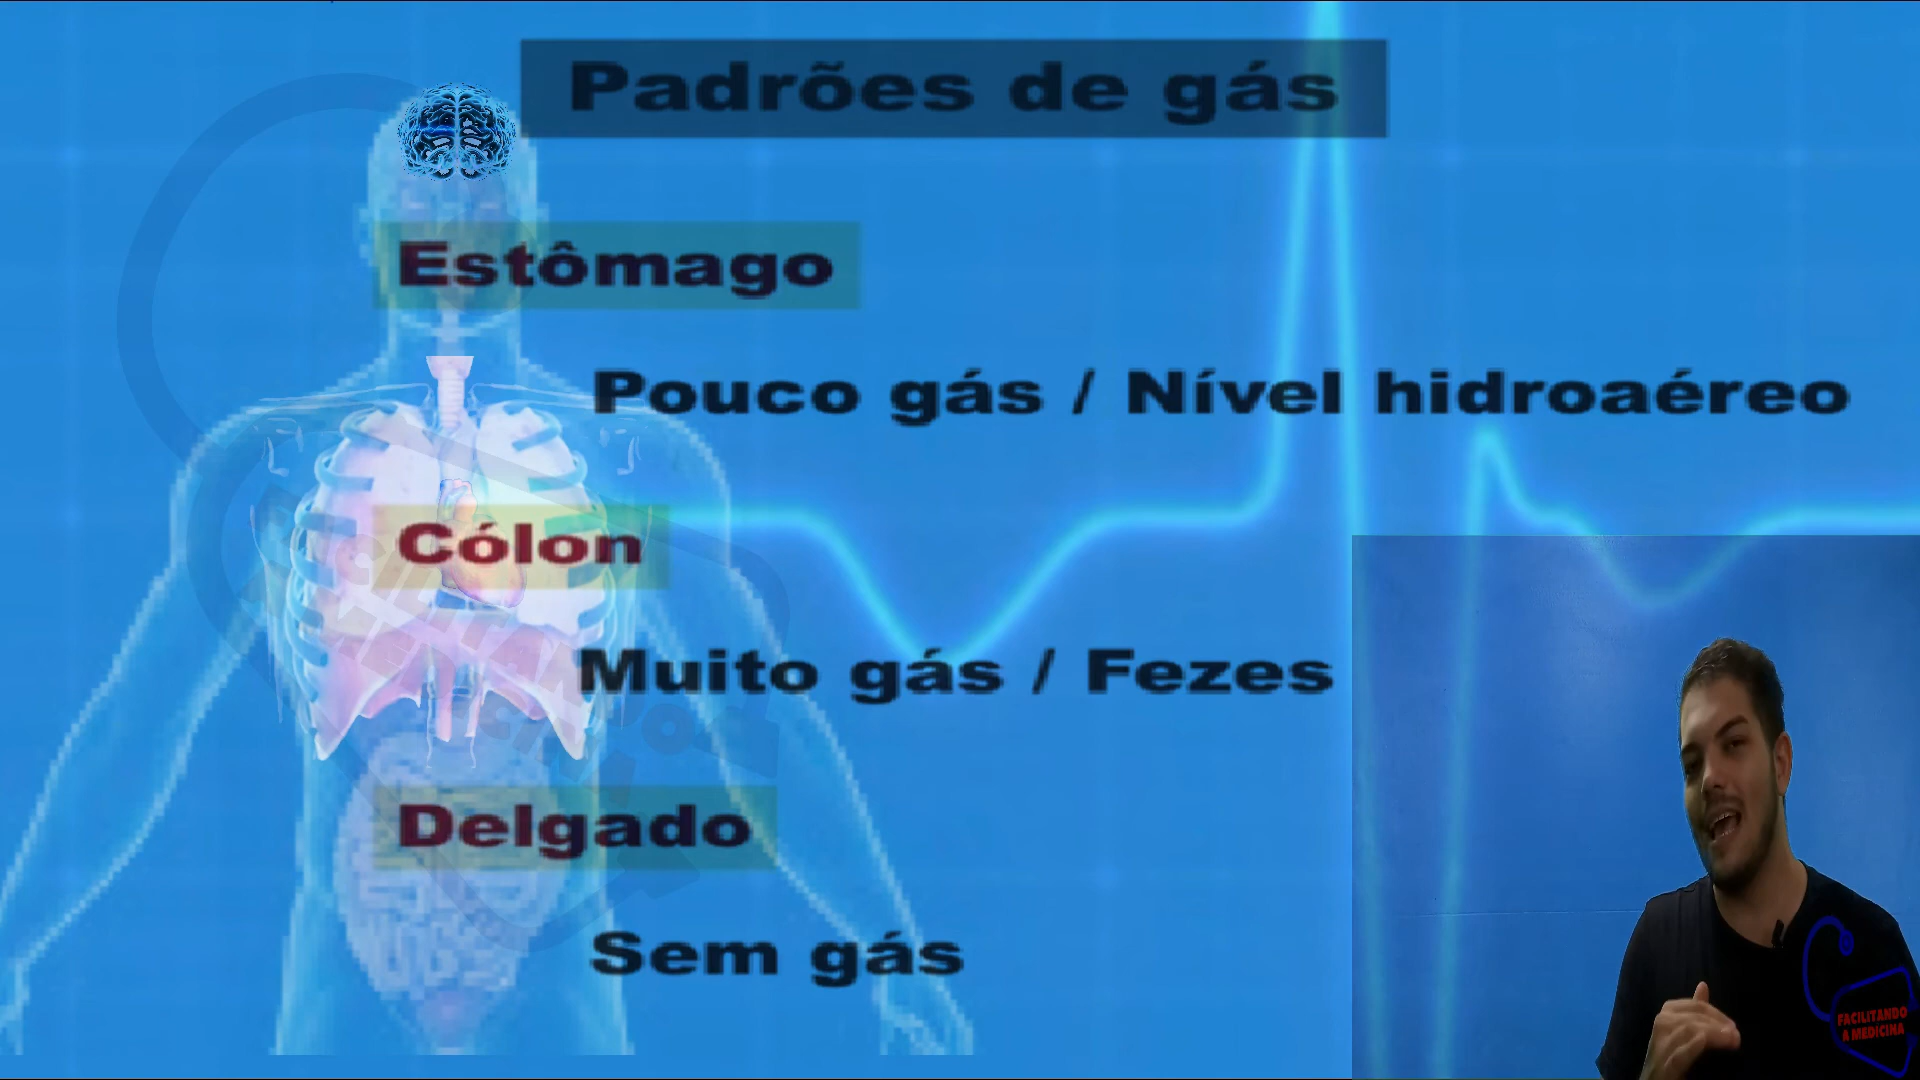 Padrões de gás
Estômago
Pouco gás / Nível hidroaéreo
Cólon
Muito gás / Fezes
Delgado
Sem gás
FACILITANDO
A MEDICINA